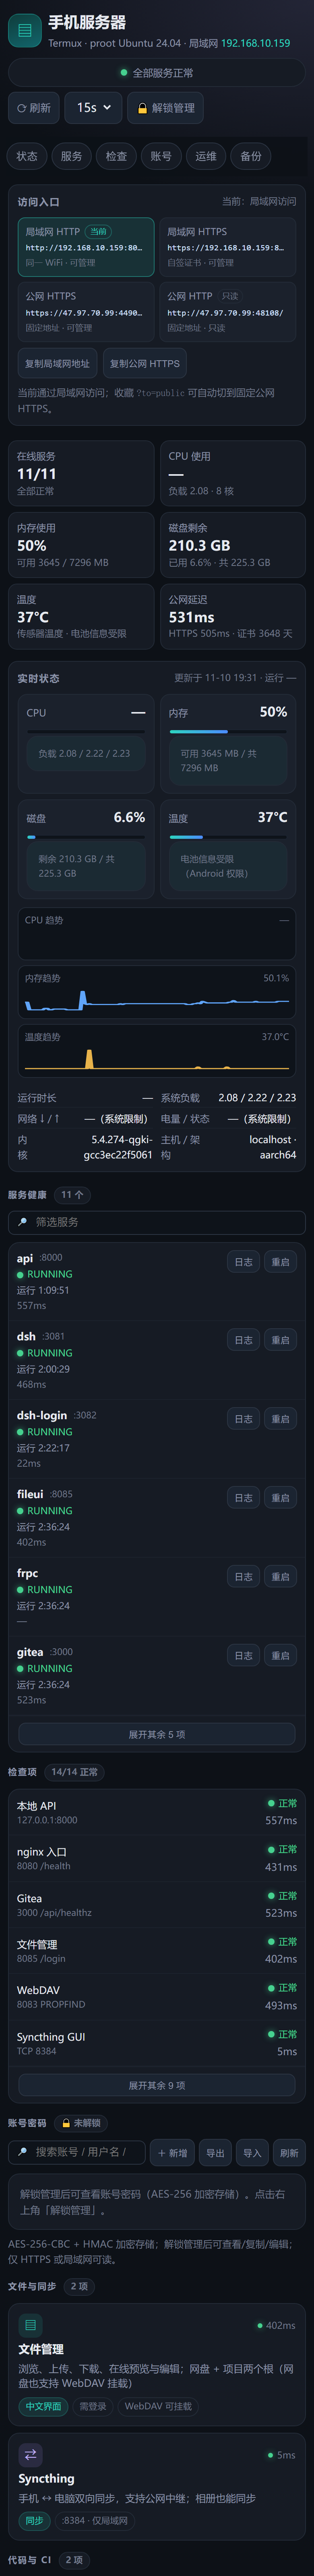 手机服务器
Termux · proot Ubuntu 24.04 · 局域网 192.168.10.159
全部服务正常
刷新
15s
🔒 解锁管理
状态
服务
检查
账号
运维
备份
访问入口
当前：局域网访问
局域网 HTTP 当前
http://192.168.10.159:80…
同一 WiFi · 可管理
局域网 HTTPS
https://192.168.10.159:8…
自签证书 · 可管理
公网 HTTPS
https://47.97.70.99:4490…
固定地址 · 可管理
公网 HTTP 只读
http://47.97.70.99:48108/
固定地址 · 只读
复制局域网地址
复制公网 HTTPS
当前通过局域网访问；收藏 ?to=public 可自动切到固定公网
HTTPS。
在线服务
11/11
全部正常
CPU 使用
—
负载 2.08 · 8 核
内存使用
50%
可用 3645 / 7296 MB
磁盘剩余
210.3 GB
已用 6.6% · 共 225.3 GB
温度
37°C
传感器温度 · 电池信息受限
公网延迟
531ms
HTTPS 505ms · 证书 3648 天
实时状态
更新于 11-10 19:31 · 运行 —
CPU —
负载 2.08 / 2.22 / 2.23
内存 50%
可用 3645 MB / 共
7296 MB
磁盘 6.6%
剩余 210.3 GB / 共
225.3 GB
温度 37°C
电池信息受限
（Android 权限）
CPU 趋势 —
内存趋势 50.1%
温度趋势 37.0°C
运行时长 —
系统负载 2.08 / 2.22 / 2.23
网络↓/↑ —（系统限制）
电量 / 状态 —（系统限制）
内核 5.4.274-qgki-
gcc3ec22f5061
主机 / 架构 localhost ·
aarch64
服务健康 11 个
🔎 筛选服务
api :8000
RUNNING
运行 1:09:51
557ms
日志 重启
dsh :3081
RUNNING
运行 2:00:29
468ms
日志 重启
dsh-login :3082
RUNNING
运行 2:22:17
22ms
日志 重启
fileui :8085
RUNNING
运行 2:36:24
402ms
日志 重启
frpc
RUNNING
运行 2:36:24
—
日志 重启
gitea :3000
RUNNING
运行 2:36:24
523ms
日志 重启
展开其余 5 项
检查项 14/14 正常
本地 API
127.0.0.1:8000
正常
557ms
nginx 入口
8080 /health
正常
431ms
Gitea
3000 /api/healthz
正常
523ms
文件管理
8085 /login
正常
402ms
WebDAV
8083 PROPFIND
正常
493ms
Syncthing GUI
TCP 8384
正常
5ms
展开其余 9 项
账号密码 🔒 未解锁
🔎 搜索账号 / 用户名 /
＋ 新增
导出
导入
刷新
解锁管理后可查看账号密码（AES-256 加密存储）。点击右
上角「解锁管理」。
AES-256-CBC + HMAC 加密存储；解锁管理后可查看/复制/编辑；
仅 HTTPS 或局域网可读。
文件与同步 2 项
402ms
文件管理
浏览、上传、下载、在线预览与编辑；网盘 + 项目两个根（网
盘也支持 WebDAV 挂载）
中文界面
需登录
WebDAV 可挂载
5ms
Syncthing
手机 ↔ 电脑双向同步，支持公网中继；相册也能同步
同步
:8384 · 仅局域网
代码与 CI 2 项